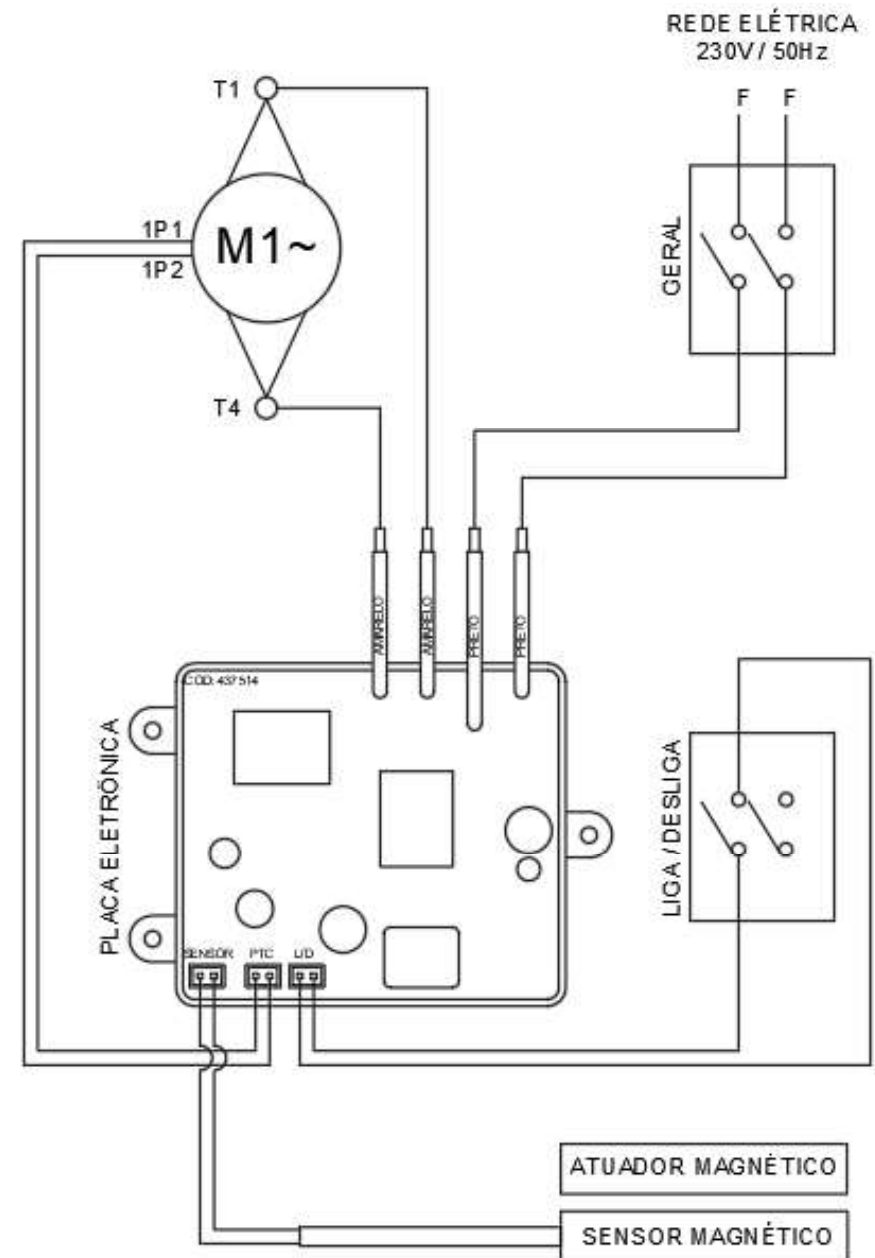 REDE ELÉTRICA
230V / 50Hz
F F
T1
GERAL
1P1
1P2
M1~
T4
AMARELO
AMARELO
PRETO
PRETO
COD: 437514
PLACA ELETRÔNICA
LIGA / DESLIGA
SENSOR PTC L/D
ATUADOR MAGNÉTICO
SENSOR MAGNÉTICO